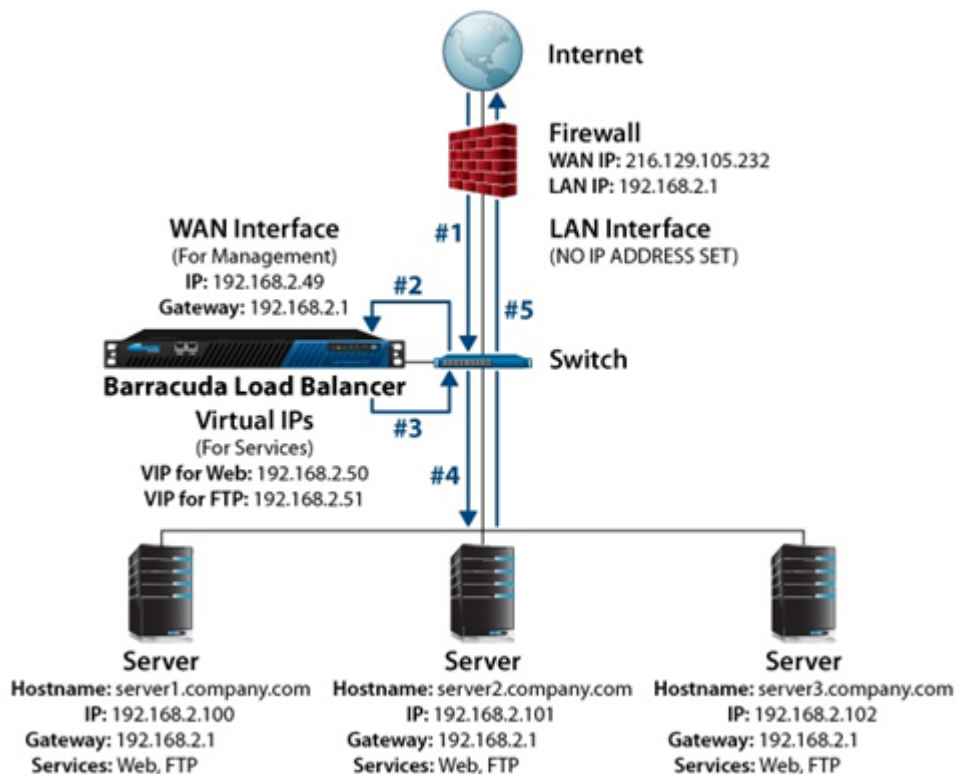 Internet
Firewall
WAN IP: 216.129.105.232
LAN IP: 192.168.2.1
WAN Interface
(For Management)
IP: 192.168.2.49
Gateway: 192.168.2.1
LAN Interface
(NO IP ADDRESS SET)
#1
#2
#5
Switch
Barracuda Load Balancer
#3
Virtual IPs
(For Services)
VIP for Web: 192.168.2.50
VIP for FTP: 192.168.2.51
#4
Server
Hostname: server1.company.com
IP: 192.168.2.100
Gateway: 192.168.2.1
Services: Web, FTP
Server
Hostname: server2.company.com
IP: 192.168.2.101
Gateway: 192.168.2.1
Services: Web, FTP
Server
Hostname: server3.company.com
IP: 192.168.2.102
Gateway: 192.168.2.1
Services: Web, FTP